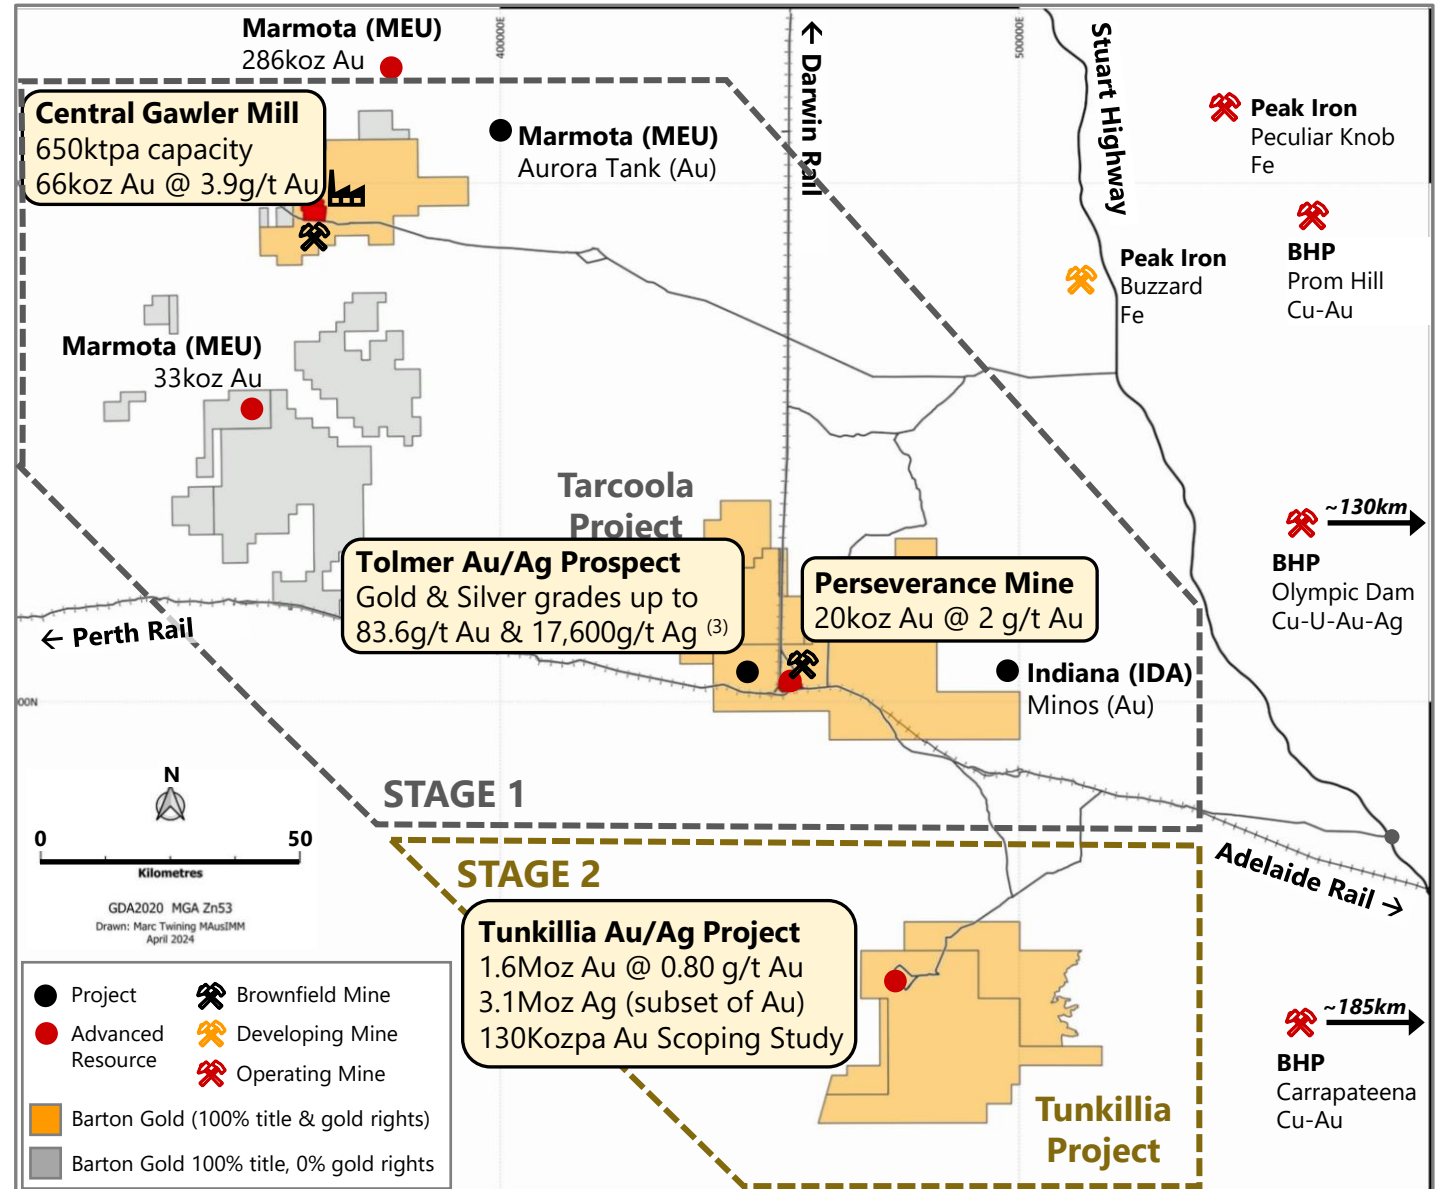 Marmota (MEU)
286koz Au
400000E
← Darwin Rail
500000E
Stuart Highway
Central Gawler Mill
650ktpa capacity
66koz Au @ 3.9g/t Au
Marmota (MEU)
Aurora Tank (Au)
Peak Iron
Peculiar Knob
Fe
BHP
Prom Hill
Cu-Au
Peak Iron
Buzzard
Fe
Marmota (MEU)
33koz Au
Tarcoola
Project
~130km
BHP
Olympic Dam
Cu-U-Au-Ag
Tolmer Au/Ag Prospect
Gold & Silver grades up to
83.6g/t Au & 17,600g/t Ag (3)
Perseverance Mine
20koz Au @ 2 g/t Au
← Perth Rail
Indiana (IDA)
Minos (Au)
00N
STAGE 1
N
0 50
Kilometres
GDA2020 MGA Zn53
Drawn: Marc Twining MAusIMM
April 2024
Adelaide Rail →
STAGE 2
Tunkillia Au/Ag Project
1.6Moz Au @ 0.80 g/t Au
3.1Moz Ag (subset of Au)
130Kozpa Au Scoping Study
~185km
BHP
Carrapateena
Cu-Au
Tunkillia
Project
Project
Advanced
Resource
Brownfield Mine
Developing Mine
Operating Mine
Barton Gold (100% title & gold rights)
Barton Gold 100% title, 0% gold rights